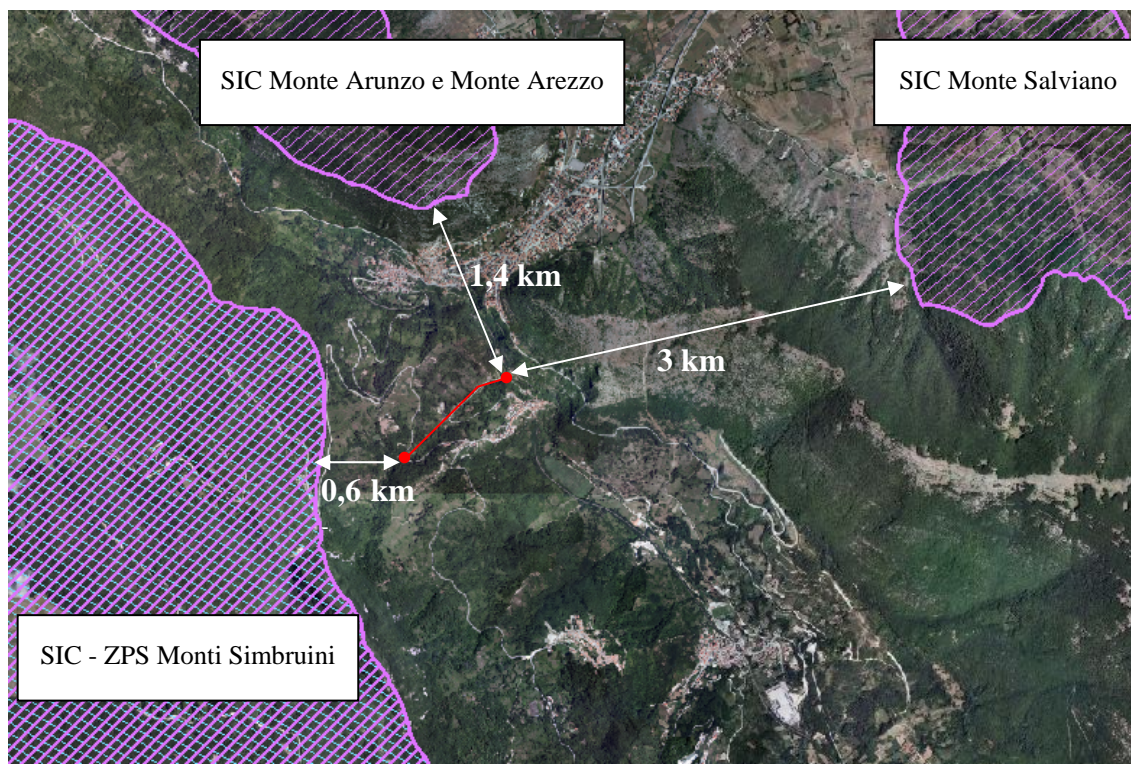 SIC Monte Arunzo e Monte Arezzo
SIC Monte Salviano
1,4 km
3 km
0,6 km
SIC - ZPS Monti Simbruini